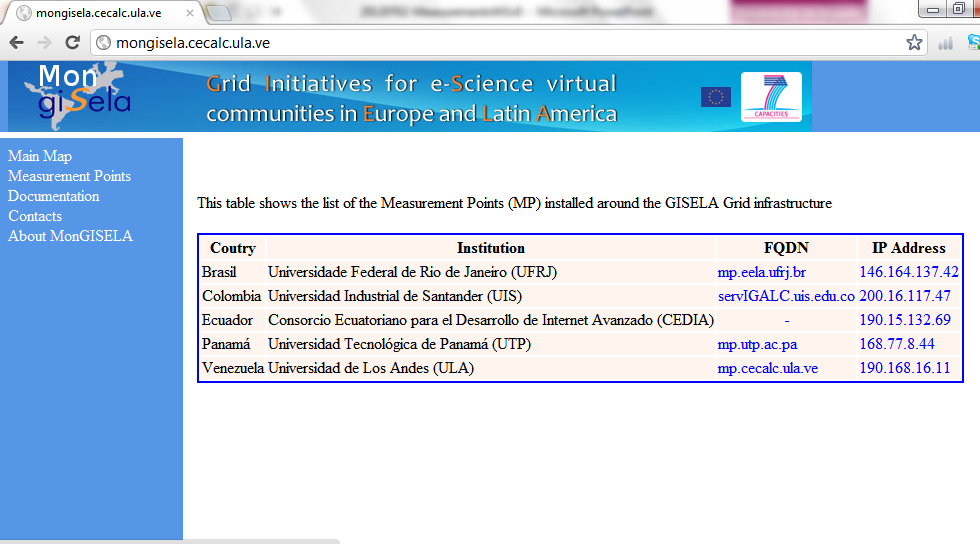 mongisela.cecalc.ula.ve
mongisela.cecalc.ula.ve
Mon
giSela
Grid Initiatives for e-Science virtual
communities in Europe and Latin America
7
CAPACITIES
Main Map
Measurement Points
Documentation
Contacts
About MonGISELA
This table shows the list of the Measurement Points (MP) installed around the GISELA Grid infrastructure
Coutry Institution FQDN IP Address
Brasil Universidade Federal de Rio de Janeiro (UFRJ) mp.eela.ufrj.br 146.164.137.42
Colombia Universidad Industrial de Santander (UIS) servIGALC.uis.edu.co 200.16.117.47
Ecuador Consorcio Ecuatoriano para el Desarrollo de Internet Avanzado (CEDIA) - 190.15.132.69
Panamá Universidad Tecnológica de Panamá (UTP) mp.utp.ac.pa 168.77.8.44
Venezuela Universidad de Los Andes (ULA) mp.cecalc.ula.ve 190.168.16.11